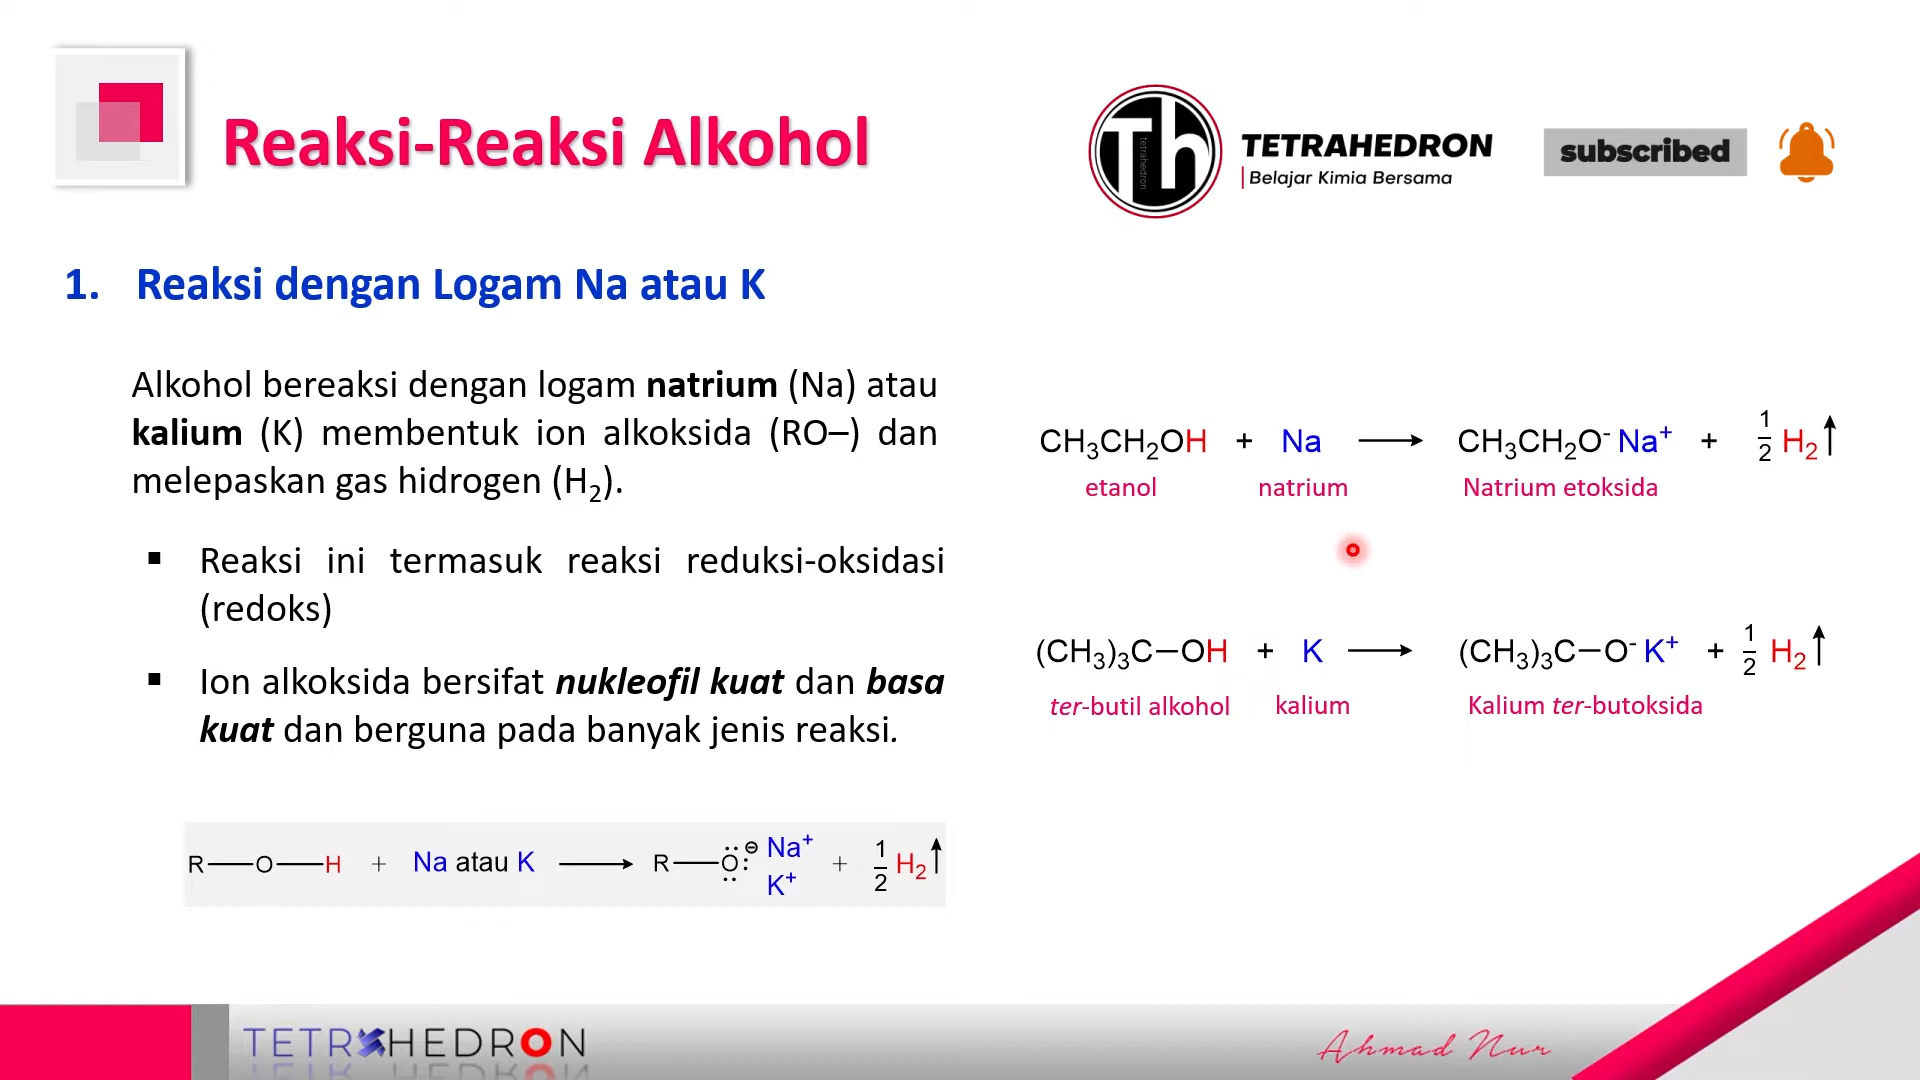 Reaksi-Reaksi Alkohol
Th
tetrahedron
TETRAHEDRON
Belajar Kimia Bersama
subscribed
1. Reaksi dengan Logam Na atau K
Alkohol bereaksi dengan logam natrium (Na) atau
kalium (K) membentuk ion alkoksida (RO–) dan
melepaskan gas hidrogen (H₂).
▪ Reaksi ini termasuk reaksi reduksi-oksidasi
(redoks)
▪ Ion alkoksida bersifat nukleofil kuat dan basa
kuat dan berguna pada banyak jenis reaksi.
R—O—H + Na atau K ⟶ R—O:⊖ Na⁺ K⁺ + 1/2 H₂↑
CH₃CH₂OH + Na ⟶ CH₃CH₂O⁻ Na⁺ + 1/2 H₂↑
etanol natrium Natrium etoksida
(CH₃)₃C—OH + K ⟶ (CH₃)₃C—O⁻ K⁺ + 1/2 H₂↑
ter-butil alkohol kalium Kalium ter-butoksida
TETRAHEDRON
Ahmad Nur